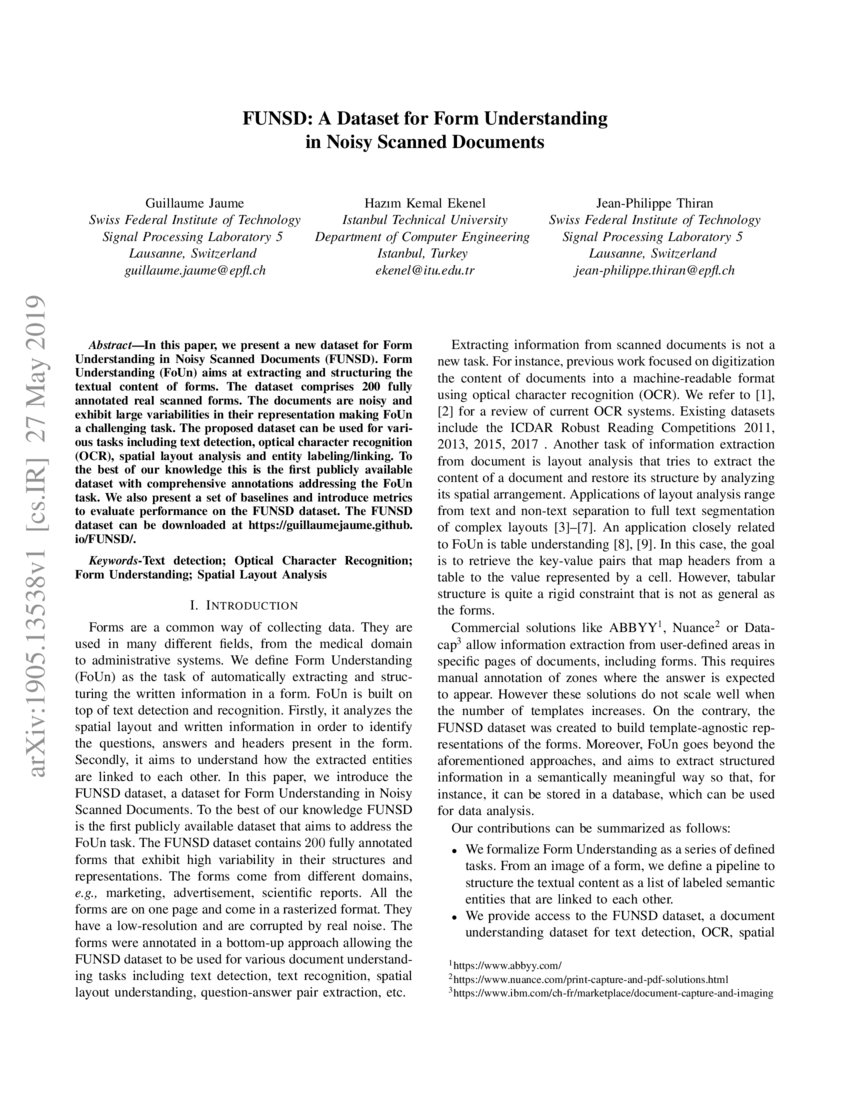 FUNSD: A Dataset for Form Understanding
in Noisy Scanned Documents
Guillaume Jaume
Swiss Federal Institute of Technology
Signal Processing Laboratory 5
Lausanne, Switzerland
guillaume.jaume@epfl.ch
Hazım Kemal Ekenel
Istanbul Technical University
Department of Computer Engineering
Istanbul, Turkey
ekenel@itu.edu.tr
Jean-Philippe Thiran
Swiss Federal Institute of Technology
Signal Processing Laboratory 5
Lausanne, Switzerland
jean-philippe.thiran@epfl.ch
arXiv:1905.13538v1 [cs.IR] 27 May 2019
Abstract—In this paper, we present a new dataset for Form
Understanding in Noisy Scanned Documents (FUNSD). Form
Understanding (FoUn) aims at extracting and structuring the
textual content of forms. The dataset comprises 200 fully
annotated real scanned forms. The documents are noisy and
exhibit large variabilities in their representation making FoUn
a challenging task. The proposed dataset can be used for vari-
ous tasks including text detection, optical character recognition
(OCR), spatial layout analysis and entity labeling/linking. To
the best of our knowledge this is the first publicly available
dataset with comprehensive annotations addressing the FoUn
task. We also present a set of baselines and introduce metrics
to evaluate performance on the FUNSD dataset. The FUNSD
dataset can be downloaded at https://guillaumejaume.github.
io/FUNSD/.
Keywords-Text detection; Optical Character Recognition;
Form Understanding; Spatial Layout Analysis
I. INTRODUCTION
Forms are a common way of collecting data. They are
used in many different fields, from the medical domain
to administrative systems. We define Form Understanding
(FoUn) as the task of automatically extracting and struc-
turing the written information in a form. FoUn is built on
top of text detection and recognition. Firstly, it analyzes the
spatial layout and written information in order to identify
the questions, answers and headers present in the form.
Secondly, it aims to understand how the extracted entities
are linked to each other. In this paper, we introduce the
FUNSD dataset, a dataset for Form Understanding in Noisy
Scanned Documents. To the best of our knowledge FUNSD
is the first publicly available dataset that aims to address the
FoUn task. The FUNSD dataset contains 200 fully annotated
forms that exhibit high variability in their structures and
representations. The forms come from different domains,
e.g., marketing, advertisement, scientific reports. All the
forms are on one page and come in a rasterized format. They
have a low-resolution and are corrupted by real noise. The
forms were annotated in a bottom-up approach allowing the
FUNSD dataset to be used for various document understand-
ing tasks including text detection, text recognition, spatial
layout understanding, question-answer pair extraction, etc.
Extracting information from scanned documents is not a
new task. For instance, previous work focused on digitization
the content of documents into a machine-readable format
using optical character recognition (OCR). We refer to [1],
[2] for a review of current OCR systems. Existing datasets
include the ICDAR Robust Reading Competitions 2011,
2013, 2015, 2017 . Another task of information extraction
from document is layout analysis that tries to extract the
content of a document and restore its structure by analyzing
its spatial arrangement. Applications of layout analysis range
from text and non-text separation to full text segmentation
of complex layouts [3]–[7]. An application closely related
to FoUn is table understanding [8], [9]. In this case, the goal
is to retrieve the key-value pairs that map headers from a
table to the value represented by a cell. However, tabular
structure is quite a rigid constraint that is not as general as
the forms.
Commercial solutions like ABBYY¹, Nuance² or Data-
cap³ allow information extraction from user-defined areas in
specific pages of documents, including forms. This requires
manual annotation of zones where the answer is expected
to appear. However these solutions do not scale well when
the number of templates increases. On the contrary, the
FUNSD dataset was created to build template-agnostic rep-
resentations of the forms. Moreover, FoUn goes beyond the
aforementioned approaches, and aims to extract structured
information in a semantically meaningful way so that, for
instance, it can be stored in a database, which can be used
for data analysis.
Our contributions can be summarized as follows:
• We formalize Form Understanding as a series of defined
tasks. From an image of a form, we define a pipeline to
structure the textual content as a list of labeled semantic
entities that are linked to each other.
• We provide access to the FUNSD dataset, a document
understanding dataset for text detection, OCR, spatial
¹https://www.abbyy.com/
²https://www.nuance.com/print-capture-and-pdf-solutions.html
³https://www.ibm.com/ch-fr/marketplace/document-capture-and-imaging